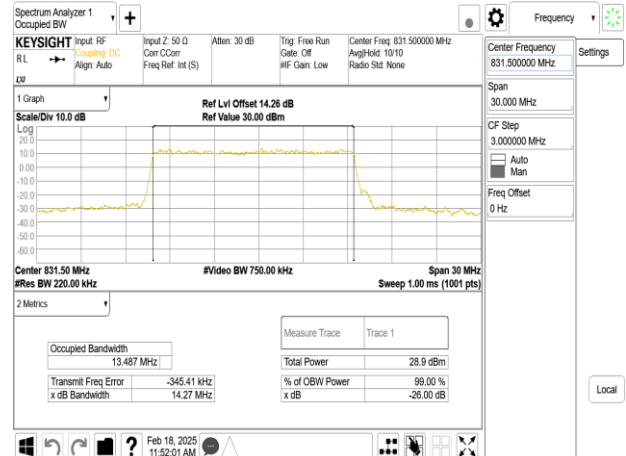 Spectrum Analyzer 1
Occupied BW
Frequency
KEYSIGHT
RL
LXI
Input: RF
Coupling: DC
Align: Auto
Input Z: 50 Ω
Corr CCorr
Freq Ref: Int (S)
Atten: 30 dB
Trig: Free Run
Gate: Off
#IF Gain: Low
Center Freq: 831.500000 MHz
Avg|Hold: 10/10
Radio Std: None
Center Frequency
831.500000 MHz
Settings
Span
30.000 MHz
CF Step
3.000000 MHz
Auto
Man
Freq Offset
0 Hz
1 Graph
Scale/Div 10.0 dB
Ref Lvl Offset 14.26 dB
Ref Value 30.00 dBm
Log
20.0
10.0
0.00
-10.0
-20.0
-30.0
-40.0
-50.0
-60.0
Center 831.50 MHz
#Res BW 220.00 kHz
#Video BW 750.00 kHz
Span 30 MHz
Sweep 1.00 ms (1001 pts)
2 Metrics
Occupied Bandwidth
13.487 MHz
Transmit Freq Error -345.41 kHz
x dB Bandwidth 14.27 MHz
Measure Trace Trace 1
Total Power 28.9 dBm
% of OBW Power 99.00 %
x dB -26.00 dB
Local
?
Feb 18, 2025
11:52:01 AM